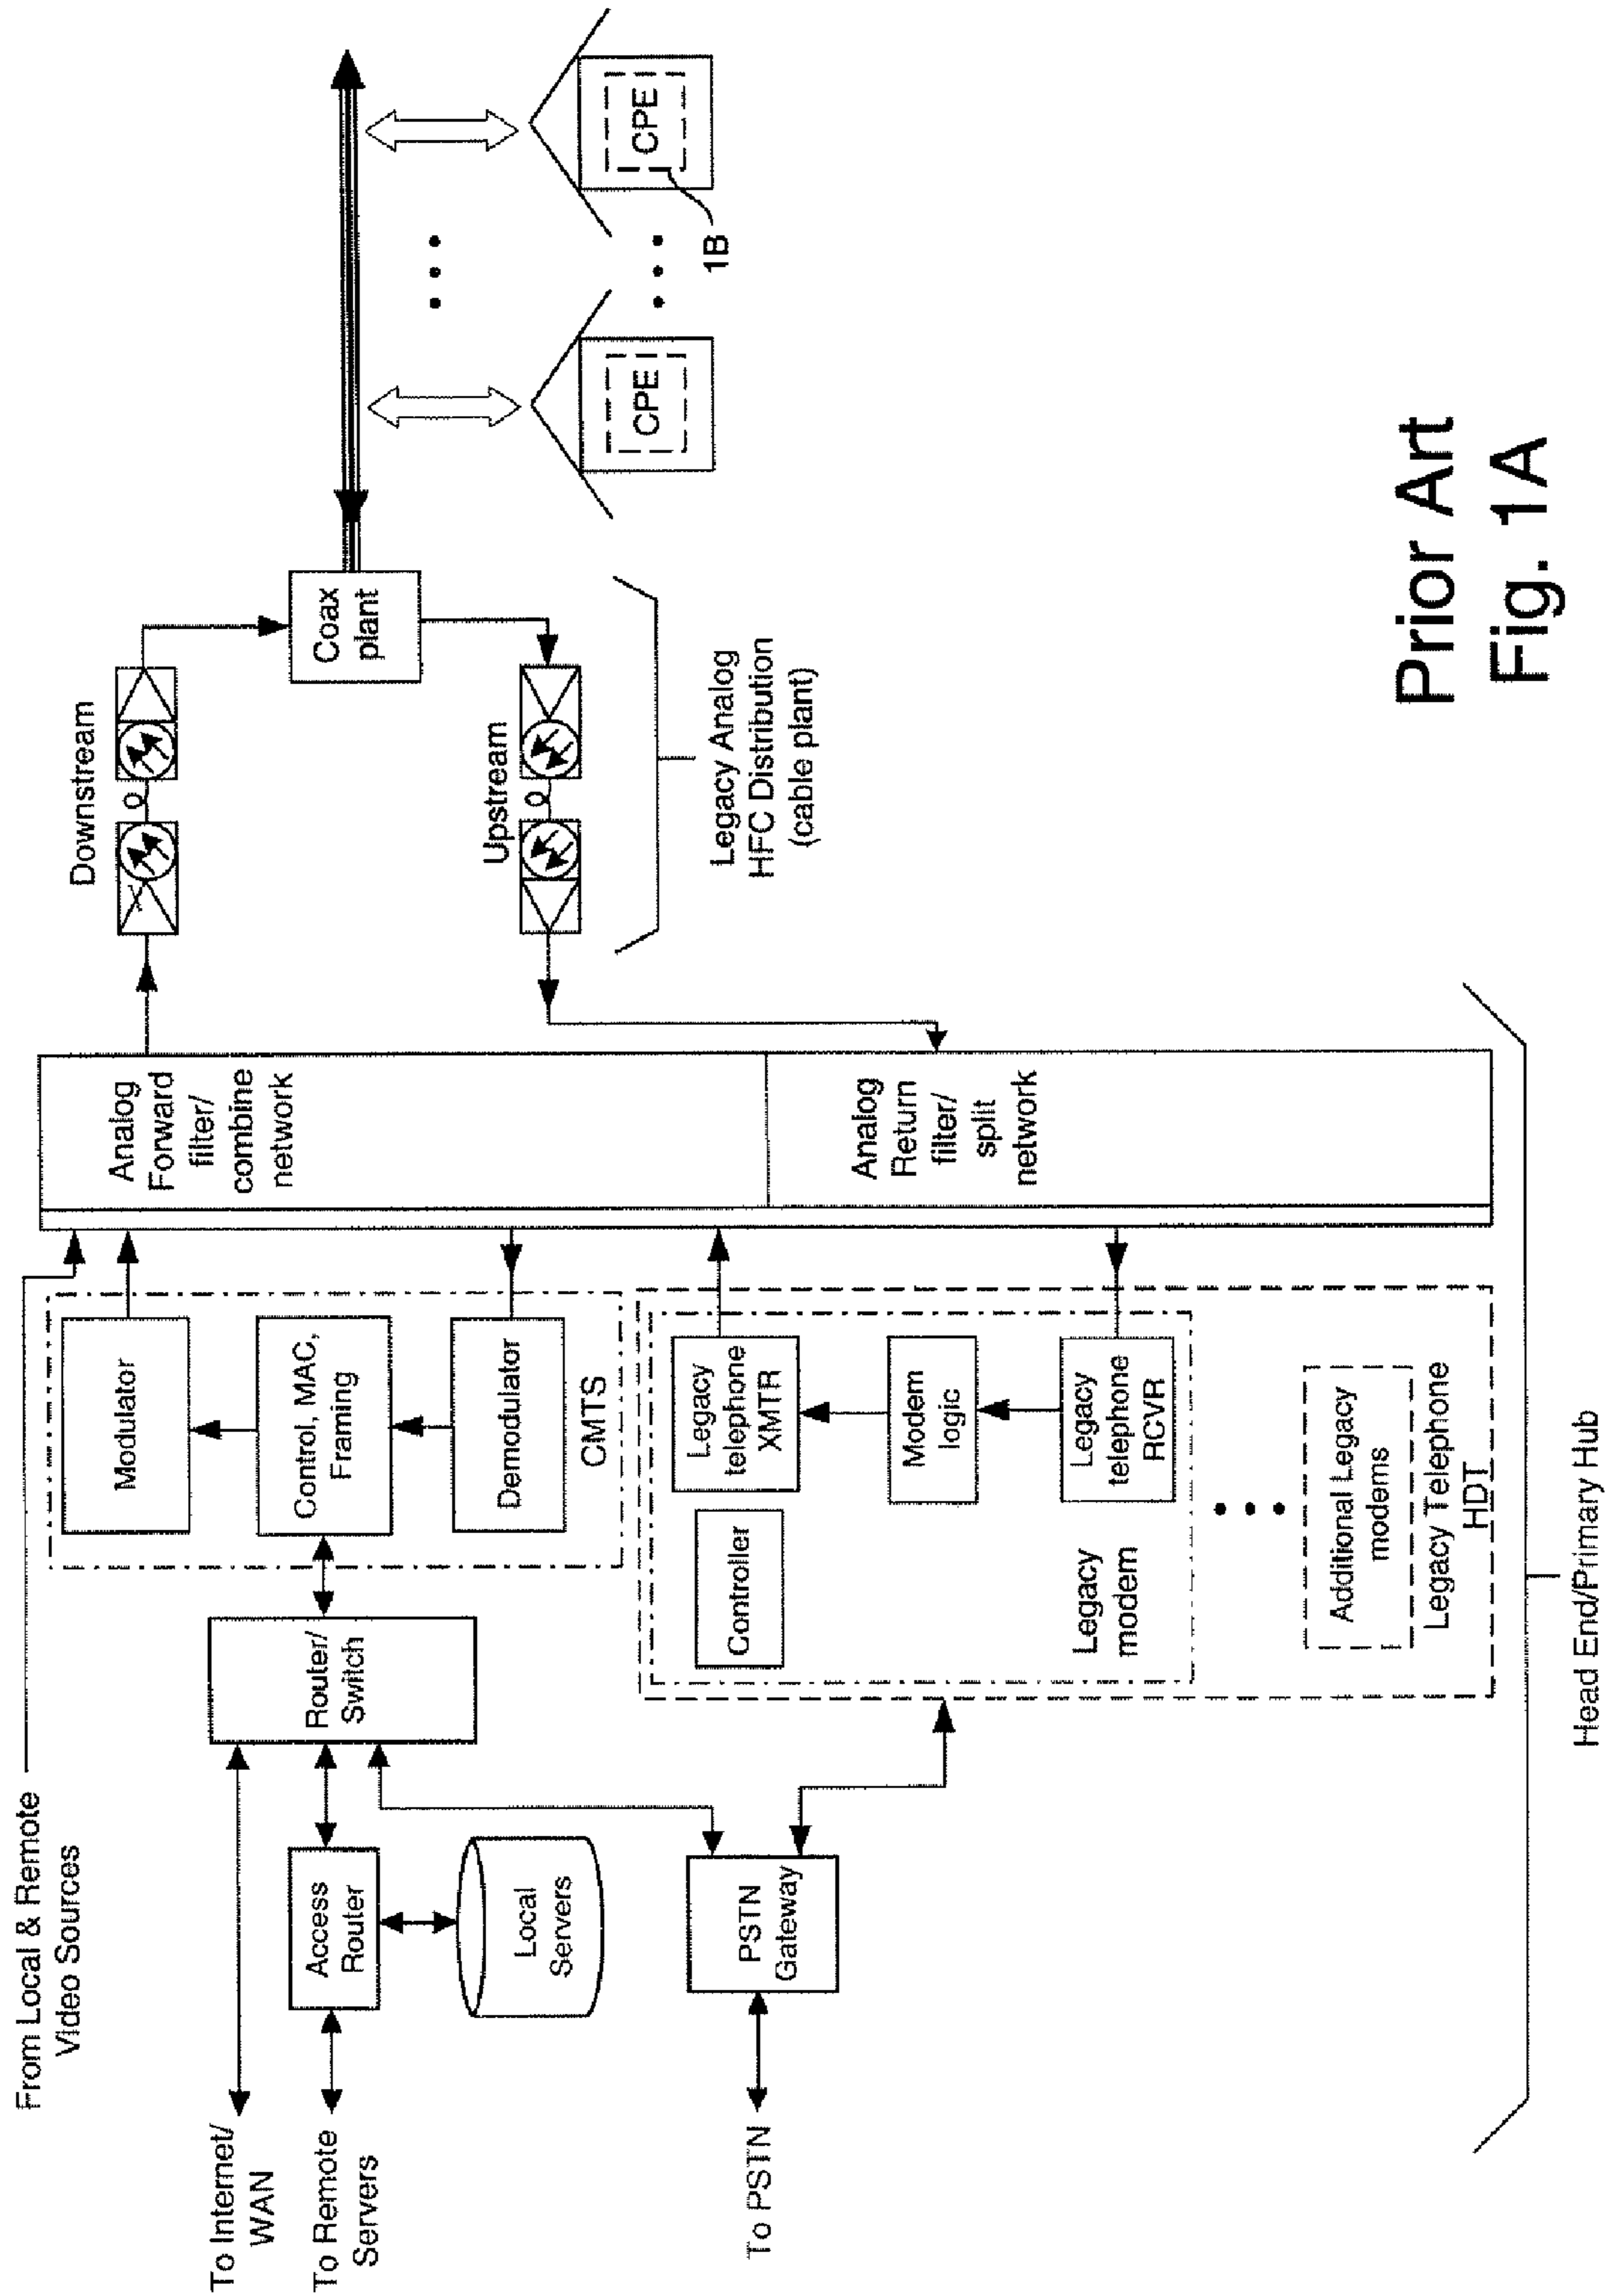 From Local & Remote
Video Sources
To Internet/
WAN
To Remote
Servers
To PSTN
Access
Router
Local
Servers
PSTN
Gateway
Router/
Switch
Modulator
Control, MAC,
Framing
Demodulator
CMTS
Controller
Legacy
telephone
XMTR
Modem
logic
Legacy
telephone
RCVR
Legacy
modem
Additional Legacy
modems
Legacy Telephone
HDT
Analog
Forward
filter/
combine
network
Analog
Return
filter/
split
network
Head End/Primary Hub
Downstream
Upstream
Coax
plant
Legacy Analog
HFC Distribution
(cable plant)
CPE
CPE
1B
Prior Art
Fig. 1A